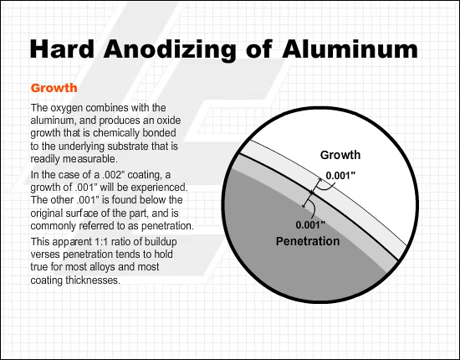 Hard Anodizing of Aluminum
Growth
The oxygen combines with the
aluminum, and produces an oxide
growth that is chemically bonded
to the underlying substrate that is
readily measurable.
In the case of a .002" coating, a
growth of .001" will be experienced.
The other .001" is found below the
original surface of the part, and is
commonly referred to as penetration.
This apparent 1:1 ratio of buildup
verses penetration tends to hold
true for most alloys and most
coating thicknesses.
Growth
0.001"
0.001"
Penetration